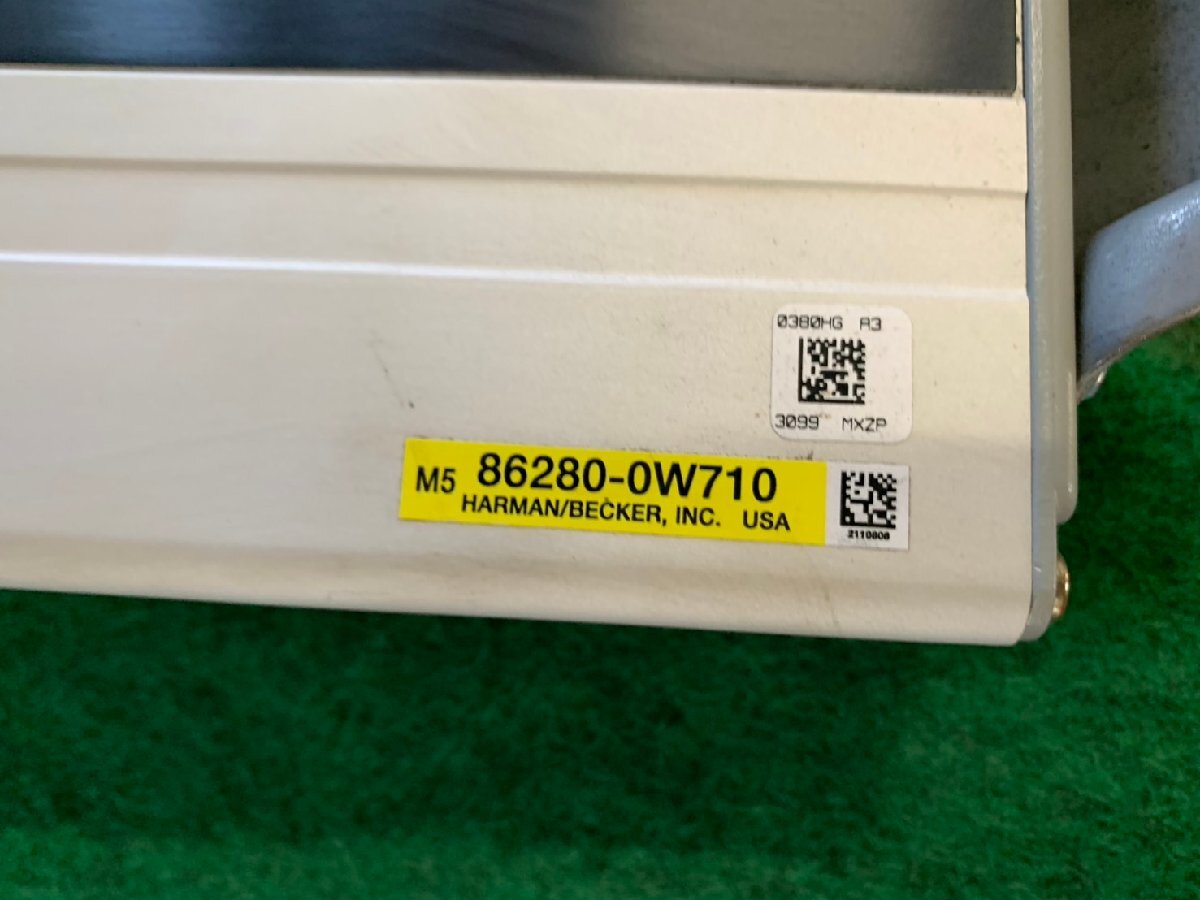 0380HG A3
3099 MXZP
M5 86280-0W710
HARMAN/BECKER, INC. USA
2110808